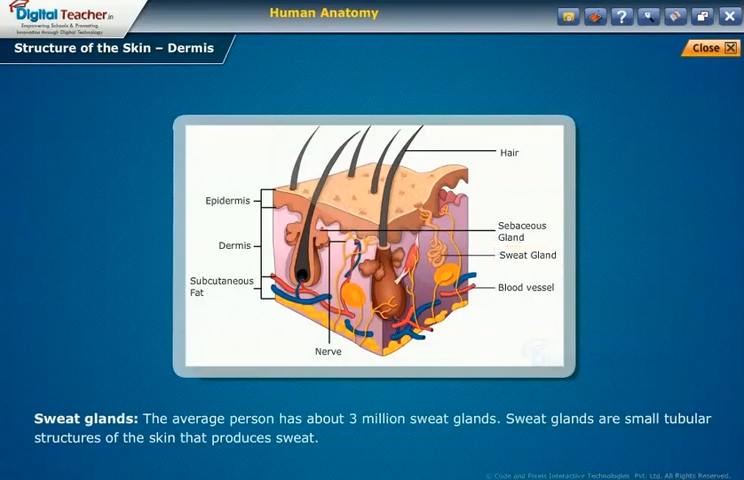 Digital Teacher.in
Empowering Schools & Promoting
Innovation through Digital Technology
Human Anatomy
?
X
Structure of the Skin – Dermis
Close X
Hair
Epidermis
Sebaceous
Gland
Dermis
Sweat Gland
Subcutaneous
Fat
Blood vessel
Nerve
Sweat glands: The average person has about 3 million sweat glands. Sweat glands are small tubular
structures of the skin that produces sweat.
© Code and Pixels Interactive Technologies Pvt. Ltd. All Rights Reserved.